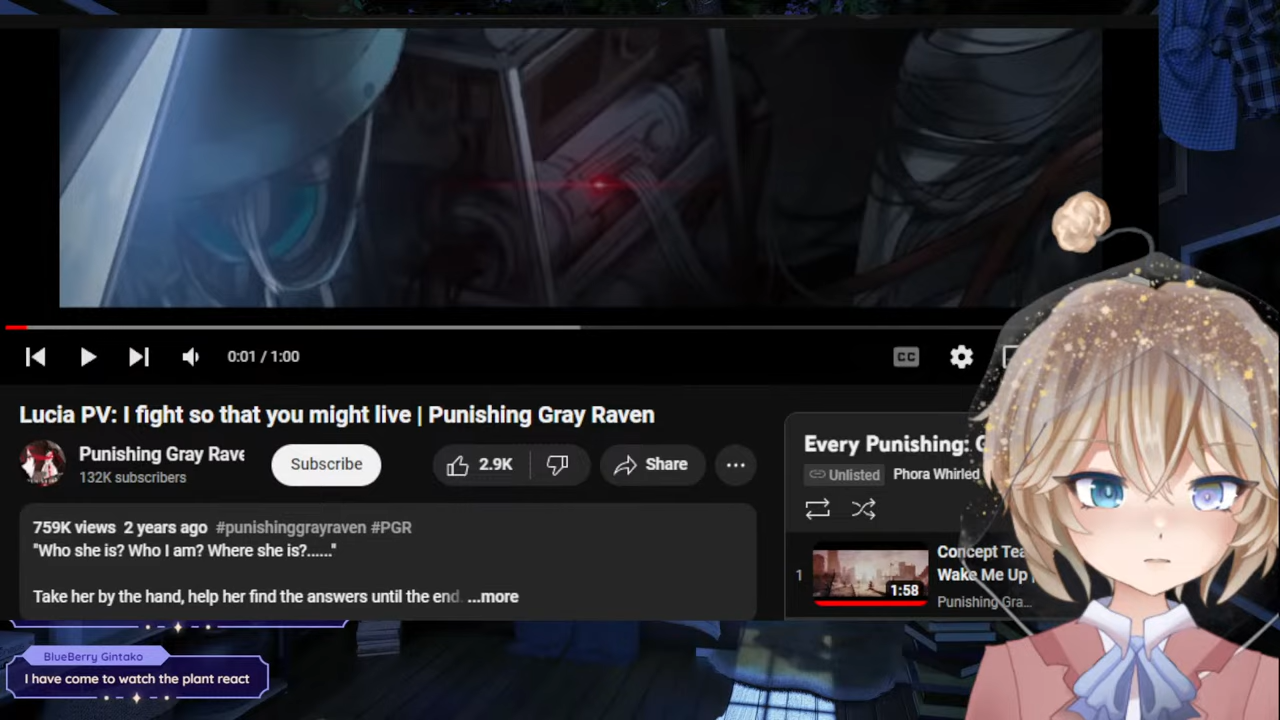 0:01 / 1:00
CC
Lucia PV: I fight so that you might live | Punishing Gray Raven
Punishing Gray Rave
132K subscribers
Subscribe
2.9K
Share
759K views 2 years ago #punishinggrayraven #PGR
"Who she is? Who I am? Where she is?......"
Take her by the hand, help her find the answers until the end. ...more
Every Punishing: G
Unlisted
Phora Whirled
1
1:58
Concept Tea
Wake Me Up
Punishing Gra...
BlueBerry Gintako
I have come to watch the plant react